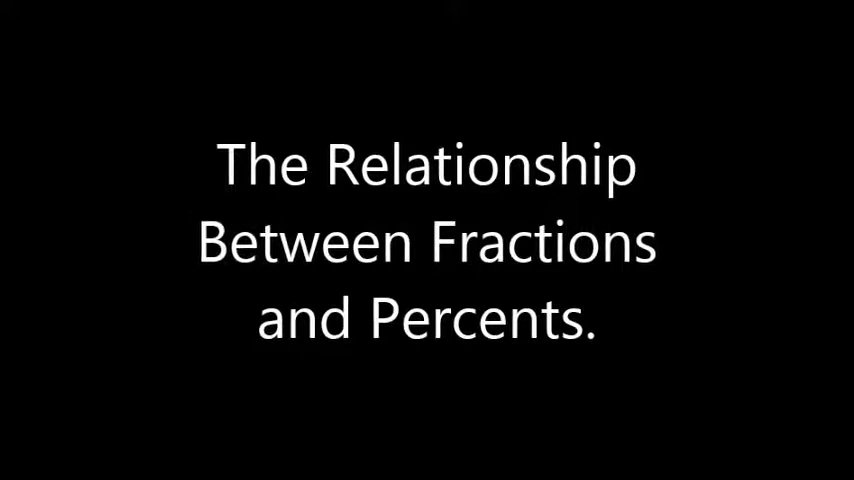 The Relationship
Between Fractions
and Percents.